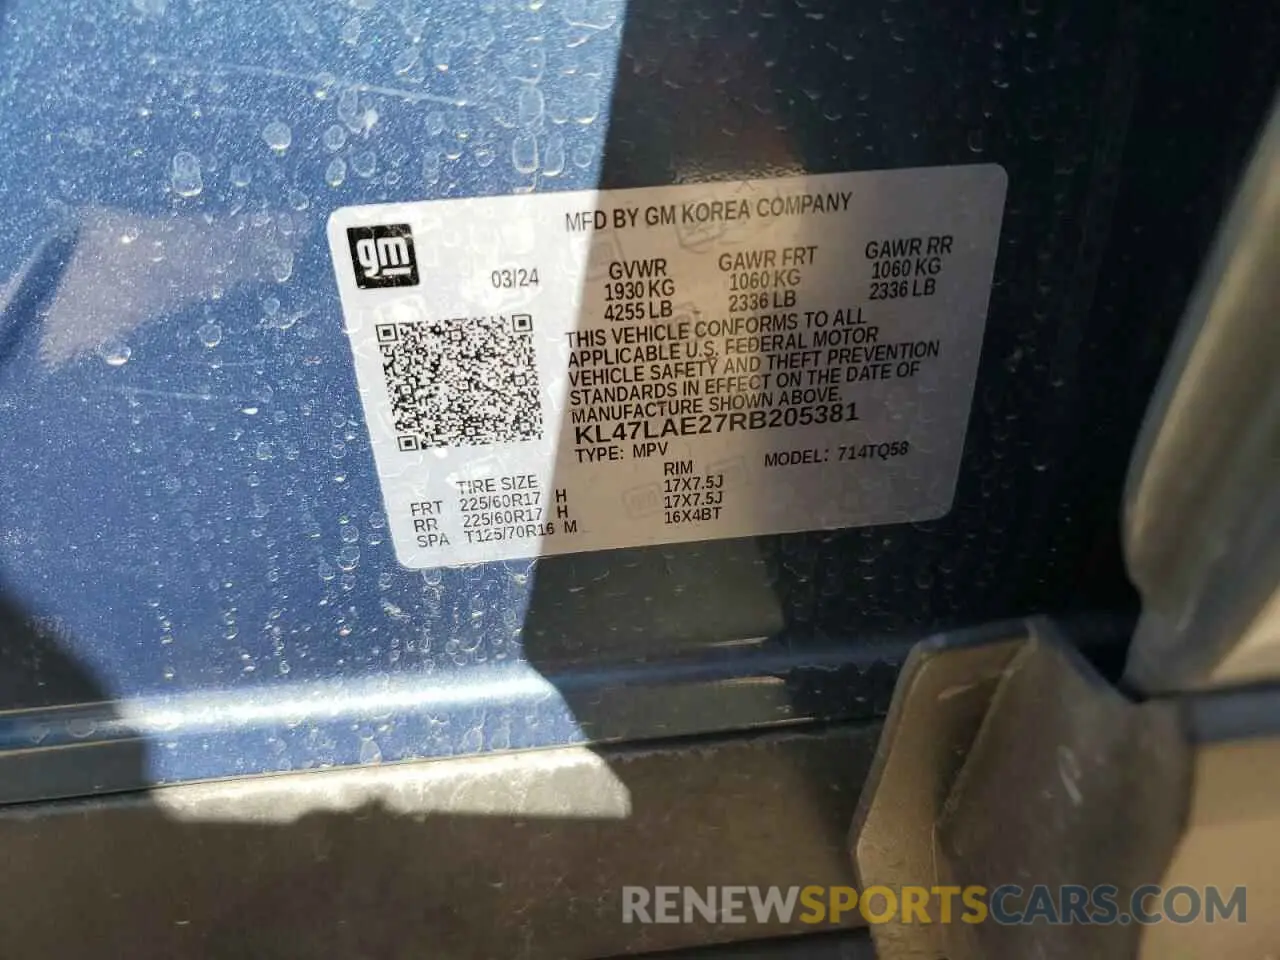 gm
MFD BY GM KOREA COMPANY
03/24
GVWR
1930 KG
4255 LB
GAWR FRT
1060 KG
2336 LB
GAWR RR
1060 KG
2336 LB
THIS VEHICLE CONFORMS TO ALL
APPLICABLE U.S. FEDERAL MOTOR
VEHICLE SAFETY AND THEFT PREVENTION
STANDARDS IN EFFECT ON THE DATE OF
MANUFACTURE SHOWN ABOVE.
KL47LAE27RB205381
TYPE: MPV MODEL: 714TQ58
TIRE SIZE RIM
FRT 225/60R17 H 17X7.5J
RR 225/60R17 H 17X7.5J
SPA T125/70R16 M 16X4BT
RENEWSPORTSCARS.COM